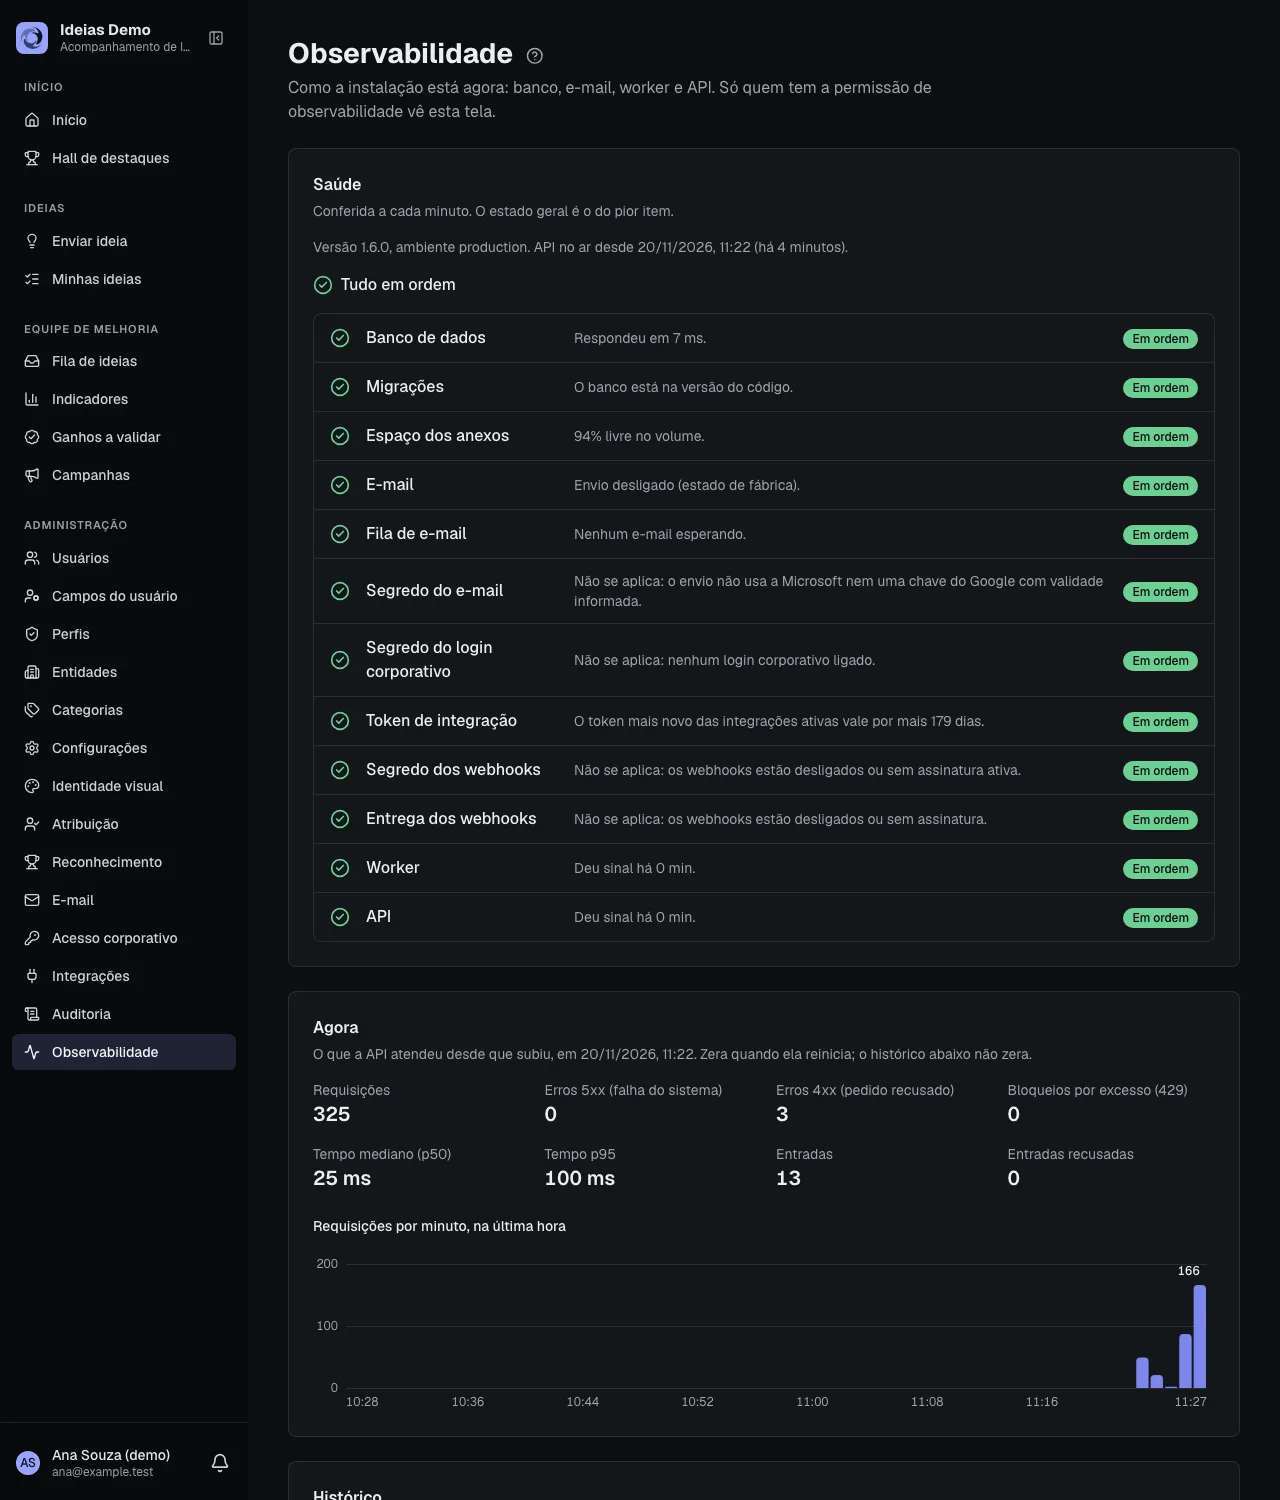 Ideias Demo
Acompanhamento de I...
INÍCIO
Início
Hall de destaques
IDEIAS
Enviar ideia
Minhas ideias
EQUIPE DE MELHORIA
Fila de ideias
Indicadores
Ganhos a validar
Campanhas
ADMINISTRAÇÃO
Usuários
Campos do usuário
Perfis
Entidades
Categorias
Configurações
Identidade visual
Atribuição
Reconhecimento
E-mail
Acesso corporativo
Integrações
Auditoria
Observabilidade
AS
Ana Souza (demo)
ana@example.test
Observabilidade
Como a instalação está agora: banco, e-mail, worker e API. Só quem tem a permissão de
observabilidade vê esta tela.
Saúde
Conferida a cada minuto. O estado geral é o do pior item.
Versão 1.6.0, ambiente production. API no ar desde 20/11/2026, 11:22 (há 4 minutos).
Tudo em ordem
Banco de dados Respondeu em 7 ms. Em ordem
Migrações O banco está na versão do código. Em ordem
Espaço dos anexos 94% livre no volume. Em ordem
E-mail Envio desligado (estado de fábrica). Em ordem
Fila de e-mail Nenhum e-mail esperando. Em ordem
Segredo do e-mail Não se aplica: o envio não usa a Microsoft nem uma chave do Google com validade
informada. Em ordem
Segredo do login
corporativo Não se aplica: nenhum login corporativo ligado. Em ordem
Token de integração O token mais novo das integrações ativas vale por mais 179 dias. Em ordem
Segredo dos webhooks Não se aplica: os webhooks estão desligados ou sem assinatura ativa. Em ordem
Entrega dos webhooks Não se aplica: os webhooks estão desligados ou sem assinatura. Em ordem
Worker Deu sinal há 0 min. Em ordem
API Deu sinal há 0 min. Em ordem
Agora
O que a API atendeu desde que subiu, em 20/11/2026, 11:22. Zera quando ela reinicia; o histórico abaixo não zera.
Requisições Erros 5xx (falha do sistema) Erros 4xx (pedido recusado) Bloqueios por excesso (429)
325 0 3 0
Tempo mediano (p50) Tempo p95 Entradas Entradas recusadas
25 ms 100 ms 13 0
Requisições por minuto, na última hora
200
166
100
0
10:28 10:36 10:44 10:52 11:00 11:08 11:16 11:27
Histórico